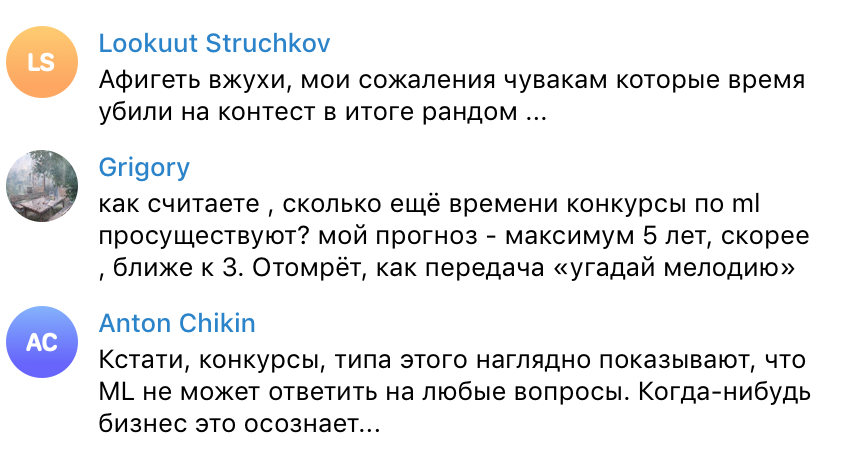 LS
Lookuut Struchkov
Афигеть вжухи, мои сожаления чувакам которые время
убили на контест в итоге рандом ...
Grigory
как считаете , сколько ещё времени конкурсы по ml
просуществуют? мой прогноз - максимум 5 лет, скорее
, ближе к 3. Отомрёт, как передача «угадай мелодию»
AC
Anton Chikin
Кстати, конкурсы, типа этого наглядно показывают, что
ML не может ответить на любые вопросы. Когда-нибудь
бизнес это осознает...